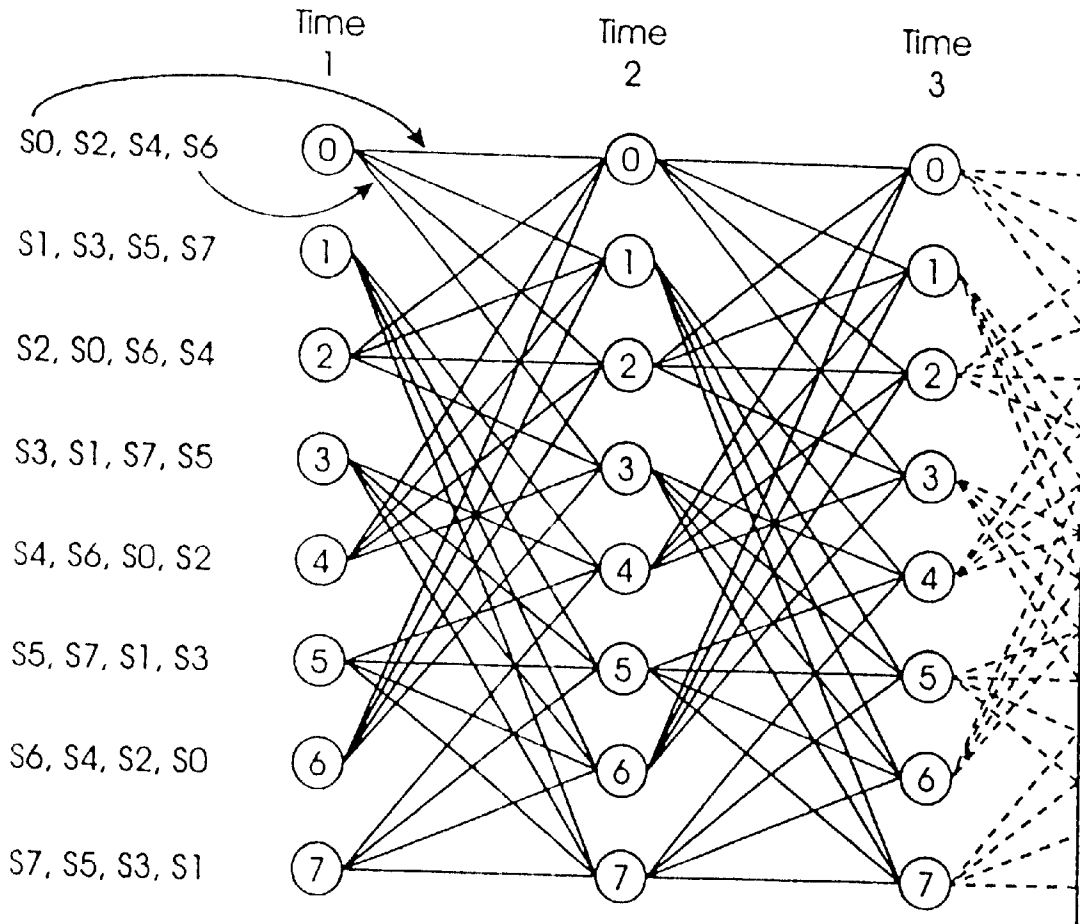 Time
1
Time
2
Time
3
S0, S2, S4, S6
0
0
0
S1, S3, S5, S7
1
1
1
S2, S0, S6, S4
2
2
2
S3, S1, S7, S5
3
3
3
S4, S6, S0, S2
4
4
4
S5, S7, S1, S3
5
5
5
S6, S4, S2, S0
6
6
6
S7, S5, S3, S1
7
7
7